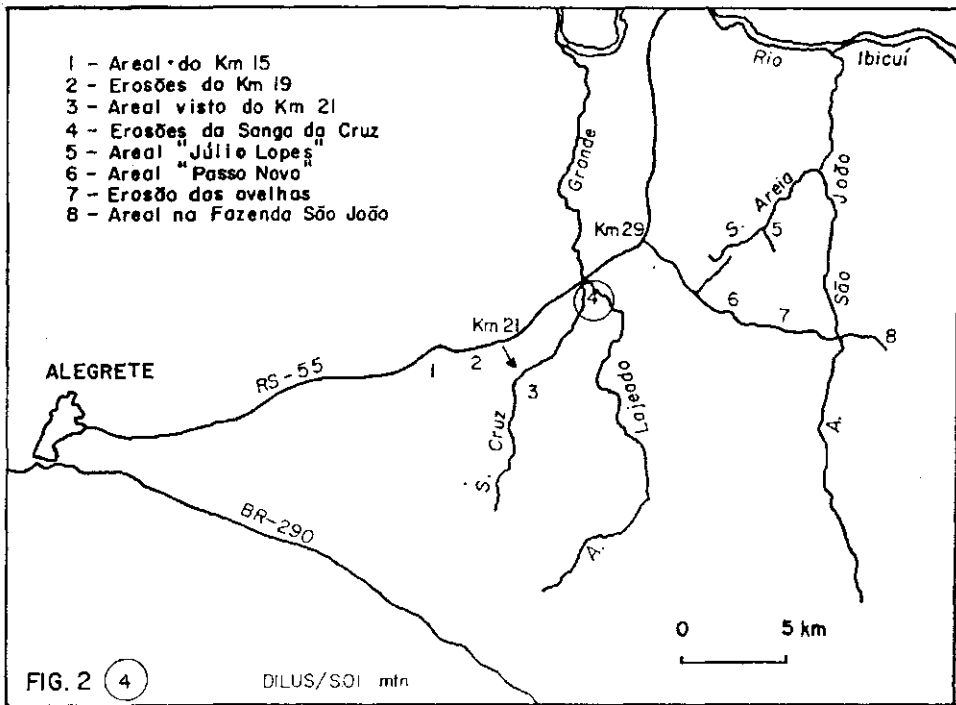 1 - Areal do Km 15
2 - Erosões do Km 19
3 - Areal visto do Km 21
4 - Erosões da Sanga da Cruz
5 - Areal "Júlio Lopes"
6 - Areal "Passo Novo"
7 - Erosão das ovelhas
8 - Areal na Fazenda São João
Rio Ibicuí
Grande
S. Areia
João
5
Km 29
São
4
6
7
8
Km 21
1
2
3
ALEGRETE
RS-55
Lajeado
S. Cruz
A.
A.
BR-290
0 5 km
FIG. 2 4
DILUS/SOI mtn